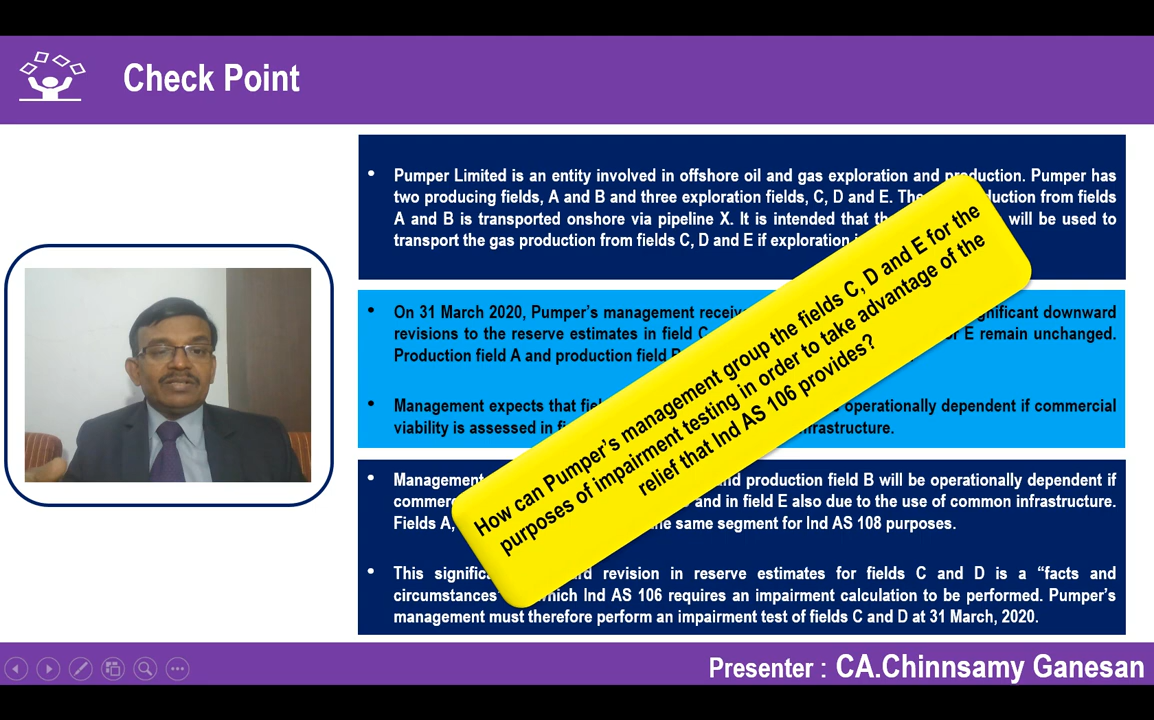 Check Point
• Pumper Limited is an entity involved in offshore oil and gas exploration and production. Pumper has
two producing fields, A and B and three exploration fields, C, D and E. The duction from fields
A and B is transported onshore via pipeline X. It is intended that th will be used to
transport the gas production from fields C, D and E if exploration
• On 31 March 2020, Pumper's management receiv gnificant downward
revisions to the reserve estimates in field C or E remain unchanged.
Production field A and production field
• Management expects that fiel operationally dependent if commercial
viability is assessed in fi frastructure.
• Management nd production field B will be operationally dependent if
commer and in field E also due to the use of common infrastructure.
Fields A, the same segment for Ind AS 108 purposes.
• This signific rd revision in reserve estimates for fields C and D is a “facts and
circumstances hich Ind AS 106 requires an impairment calculation to be performed. Pumper's
management must therefore perform an impairment test of fields C and D at 31 March, 2020.
How can Pumper's management group the fields C, D and E for the
purposes of impairment testing in order to take advantage of the
relief that Ind AS 106 provides?
Presenter : CA.Chinnsamy Ganesan